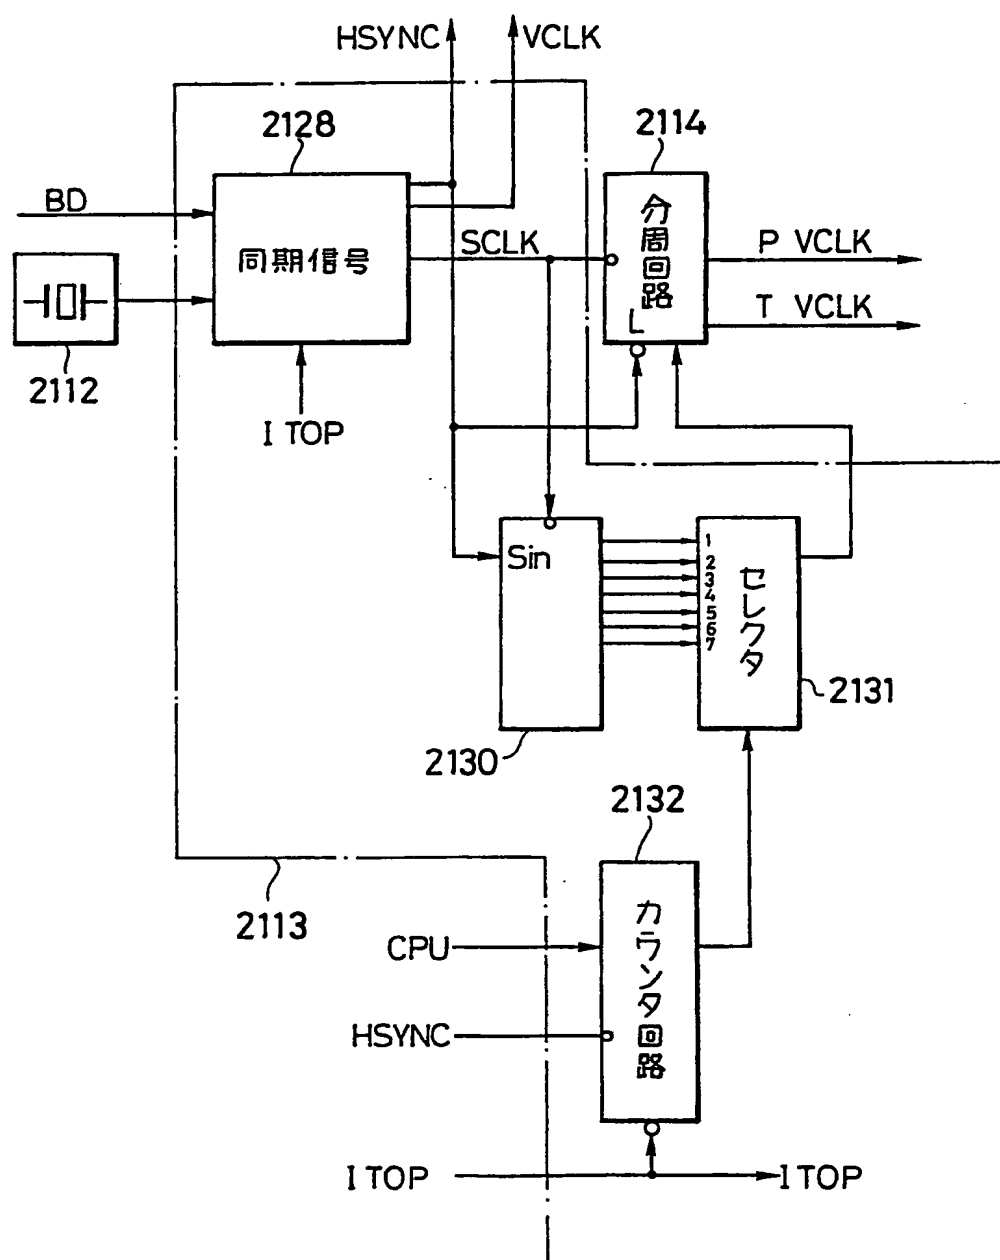 HSYNC
VCLK
2128
2114
BD
同期信号
SCLK
分周回路
L
P VCLK
T VCLK
2112
I TOP
Sin
1
2
3
4
5
6
7
セレクタ
2131
2130
2132
2113
カウンタ回路
CPU
HSYNC
I TOP
I TOP